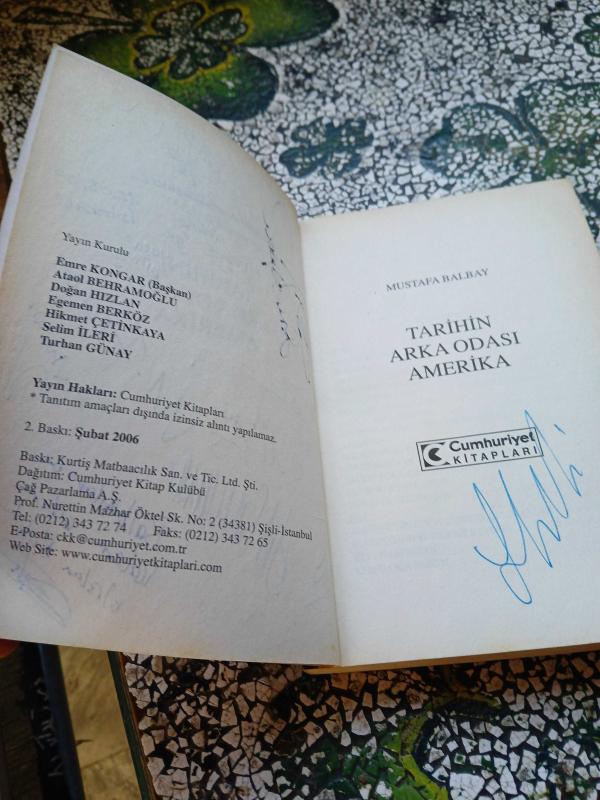 Yayın Kurulu
Emre KONGAR (Başkan)
Ataol BEHRAMOĞLU
Doğan HIZLAN
Egemen BERKÖZ
Hikmet ÇETİNKAYA
Selim İLERİ
Turhan GÜNAY
Yayın Hakları: Cumhuriyet Kitapları
* Tanıtım amaçları dışında izinsiz alıntı yapılamaz.
2. Baskı: Şubat 2006
Baskı: Kurtiş Matbaacılık San. ve Tic. Ltd. Şti.
Dağıtım: Cumhuriyet Kitap Kulübü
Çağ Pazarlama A.Ş.
Prof. Nurettin Mazhar Öktel Sk. No: 2 (34381) Şişli-İstanbul
Tel: (0212) 343 72 74 Faks: (0212) 343 72 65
E-Posta: ckk@cumhuriyet.com.tr
Web Site: www.cumhuriyetkitaplari.com
MUSTAFA BALBAY
TARİHİN
ARKA ODASI
AMERİKA
Cumhuriyet
KİTAPLARI